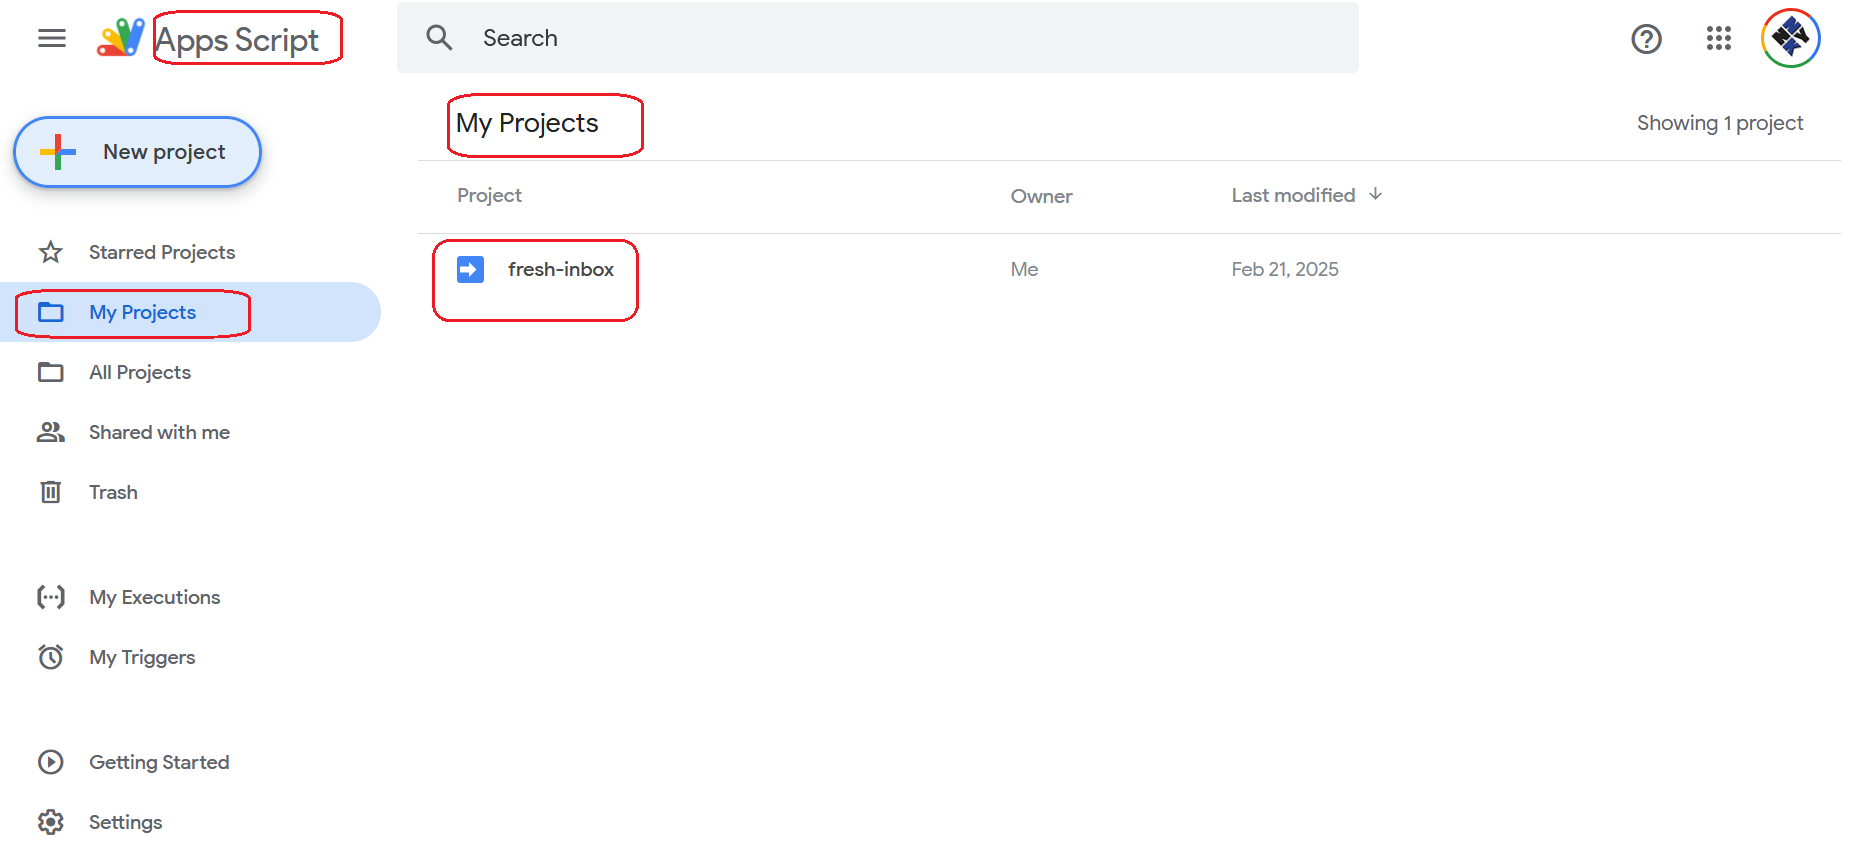 Apps Script
Search
New project
Starred Projects
My Projects
All Projects
Shared with me
Trash
My Executions
My Triggers
Getting Started
Settings
My Projects
Showing 1 project
Project Owner Last modified
fresh-inbox Me Feb 21, 2025